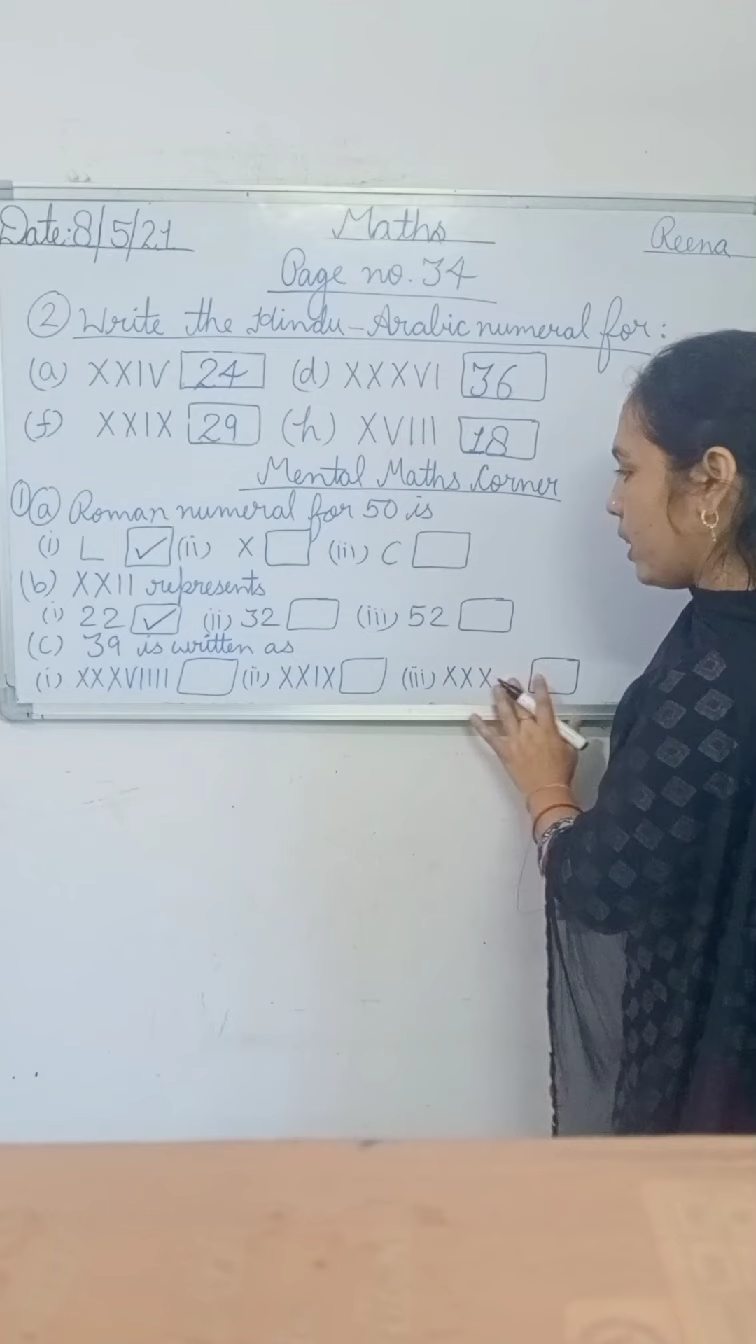 Date:8/5/21 Maths Reena
Page no. 34
② Write the Hindu-Arabic numeral for:
(a) XXIV 24 (d) XXXVI 36
(f) XXIX 29 (h) XVIII 18
Mental Maths Corner
① (a) Roman numeral for 50 is
(i) L ✓ (ii) X (iii) C
(b) XXII represents
(i) 22 ✓ (ii) 32 (iii) 52
(c) 39 is written as
(i) XXXVIIII (ii) XXIX (iii) XXX